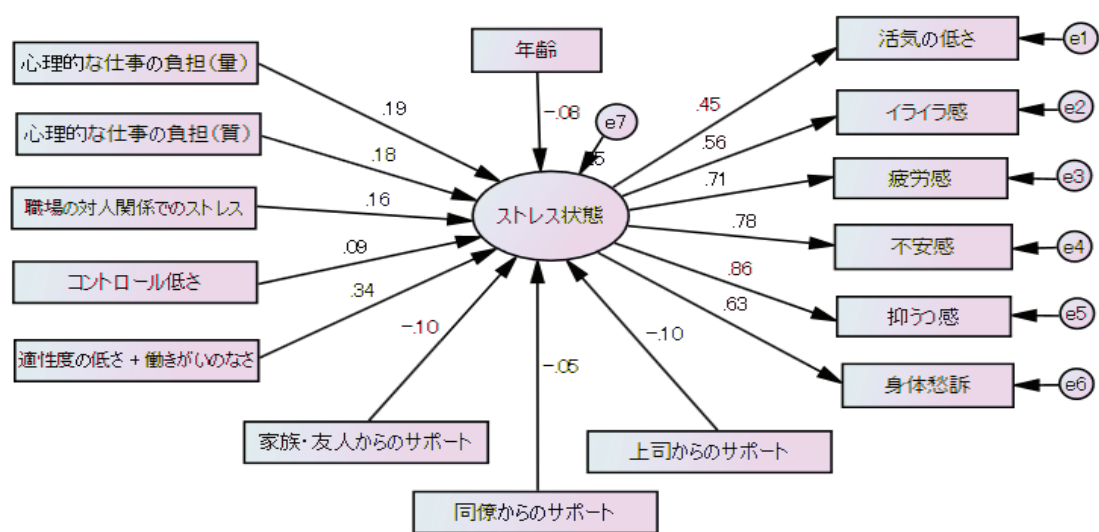 心理的な仕事の負担(量)
心理的な仕事の負担(質)
職場の対人関係でのストレス
コントロール低さ
適性度の低さ + 働きがいのなさ
家族・友人からのサポート
同僚からのサポート
上司からのサポート
年齢
.19
.18
.16
.09
.34
-.10
-.05
-.10
-.08
e7
ストレス状態
.45
.56
.71
.78
.86
.63
活気の低さ
e1
イライラ感
e2
疲労感
e3
不安感
e4
抑うつ感
e5
身体愁訴
e6